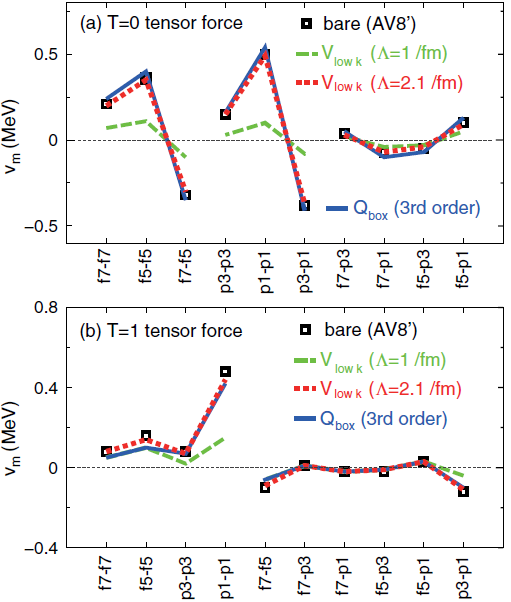 (a) T=0 tensor force
bare (AV8')
V low k (Λ=1 /fm)
V low k (Λ=2.1 /fm)
Q box (3rd order)
0.5
0
−0.5
v m (MeV)
f7-f7
f5-f5
f7-f5
p3-p3
p1-p1
p3-p1
f7-p3
f7-p1
f5-p3
f5-p1
(b) T=1 tensor force
bare (AV8')
V low k (Λ=1 /fm)
V low k (Λ=2.1 /fm)
Q box (3rd order)
0.8
0.4
0
−0.4
v m (MeV)
f7-f7
f5-f5
p3-p3
p1-p1
f7-f5
f7-p3
f7-p1
f5-p3
f5-p1
p3-p1